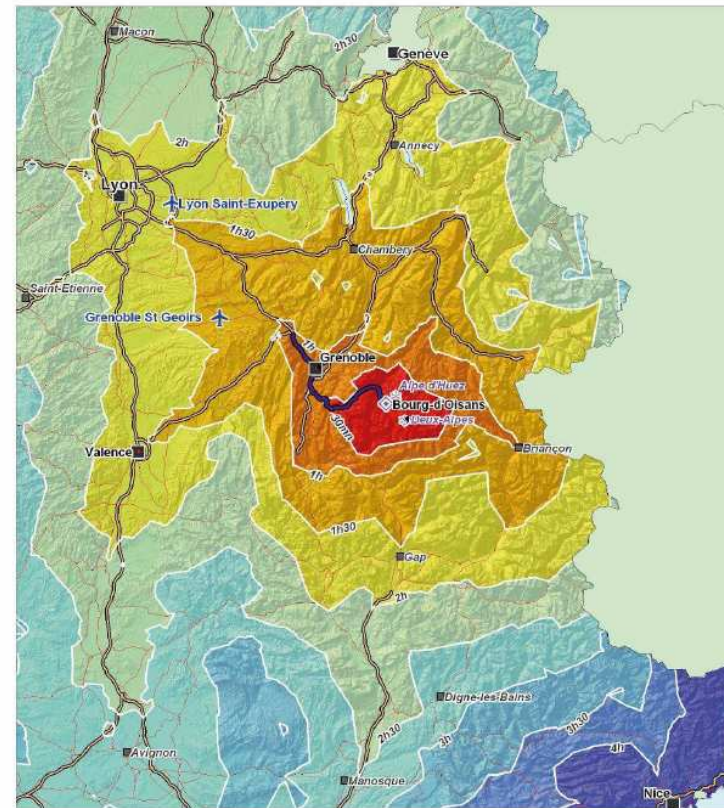 Macon
2h30
Genève
2h
Annecy
Lyon
Lyon Saint-Exupéry
1h30
Chambery
Saint-Etienne
Grenoble St Geoirs
1h
Grenoble
Alpe d'Huez
Bourg-d'Oisans
30mn
Deux-Alpes
Valence
Briançon
1h
1h30
Gap
2h
Digne-les-Bains
2h30
3h
3h30
4h
Avignon
Manosque
Nice